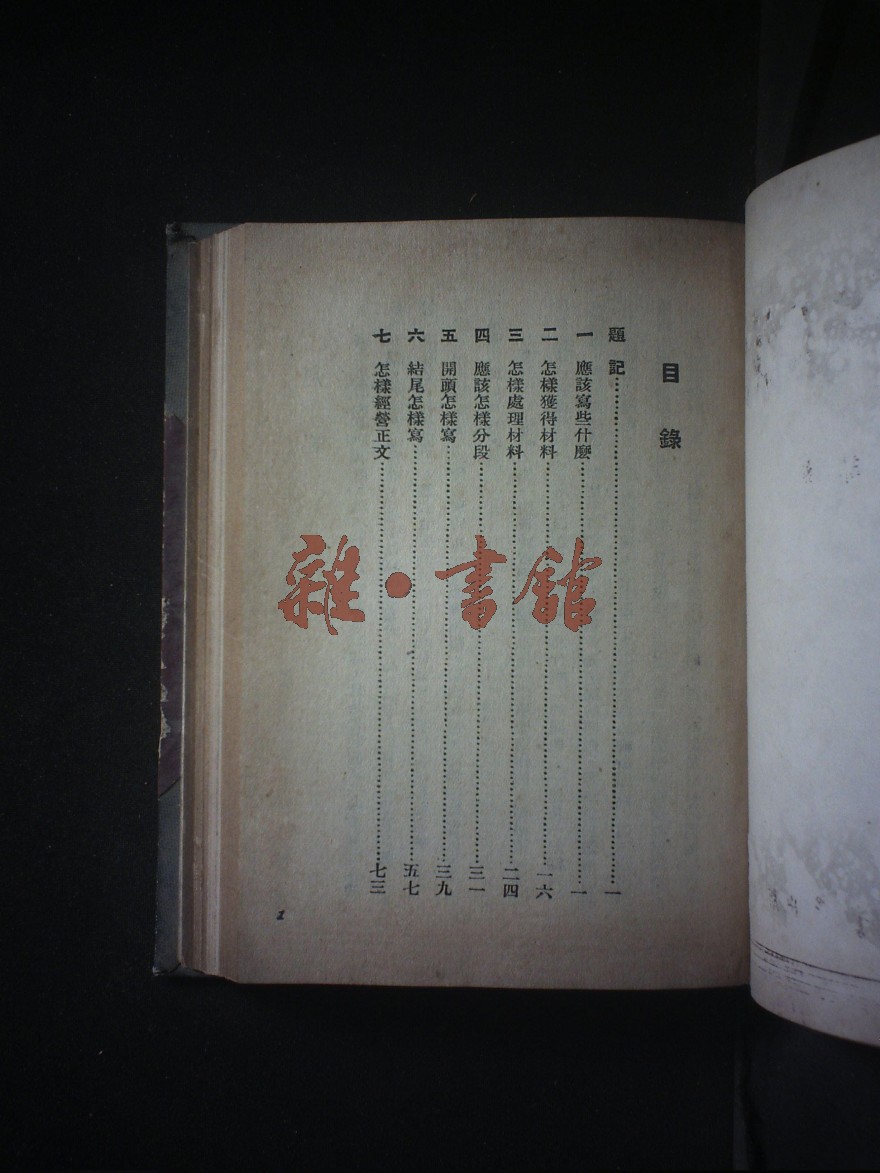 目錄
題記……一
一 應該寫些什麼……一
二 怎樣獲得材料……一六
三 怎樣處理材料……二四
四 應該怎樣分段……三一
五 開頭怎樣寫……三九
六 結尾怎樣寫……五七
七 怎樣經營正文……七三
1
雜·書館